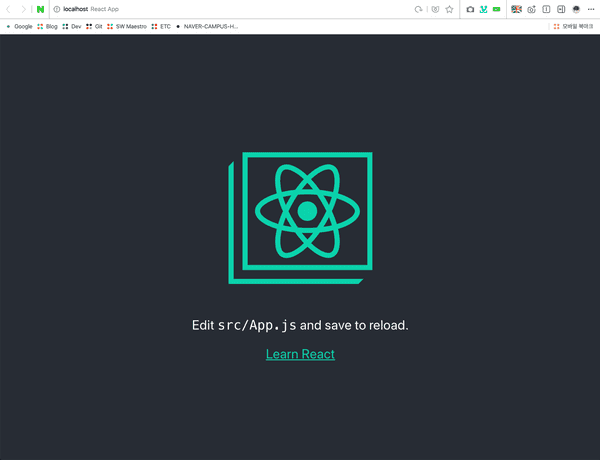 localhost React App
Google Blog Dev Git SW Maestro ETC NAVER-CAMPUS-H... 모바일 북마크
Edit src/App.js and save to reload.
Learn React